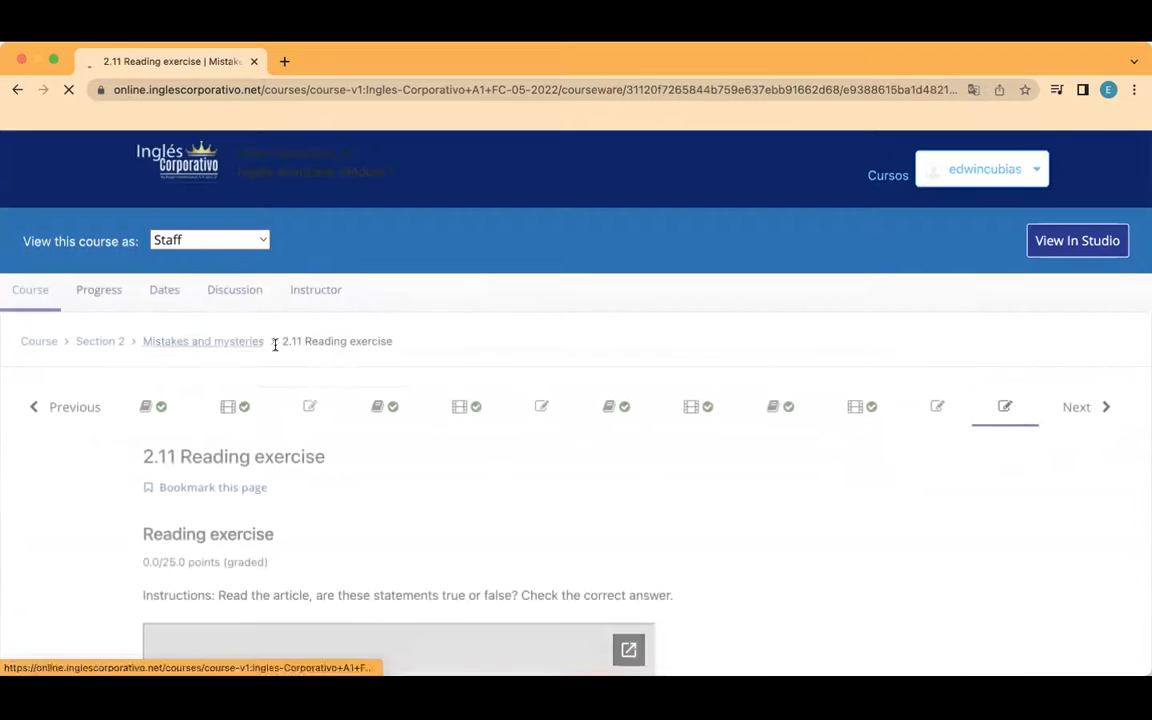 2.11 Reading exercise | Mistak
online.inglescorporativo.net/courses/course-v1:Ingles-Corporativo+A1+FC-05-2022/courseware/31120f7265844b759e637ebb91662d68/e9388615ba1d4821...
E
Inglés
Corporativo
Cursos
edwincubias
View this course as:
Staff
View In Studio
Course
Progress
Dates
Discussion
Instructor
Course > Section 2 > Mistakes and mysteries > 2.11 Reading exercise
Previous
Next
2.11 Reading exercise
Bookmark this page
Reading exercise
0.0/25.0 points (graded)
Instructions: Read the article, are these statements true or false? Check the correct answer.
https://online.inglescorporativo.net/courses/course-v1:Ingles-Corporativo+A1+F...